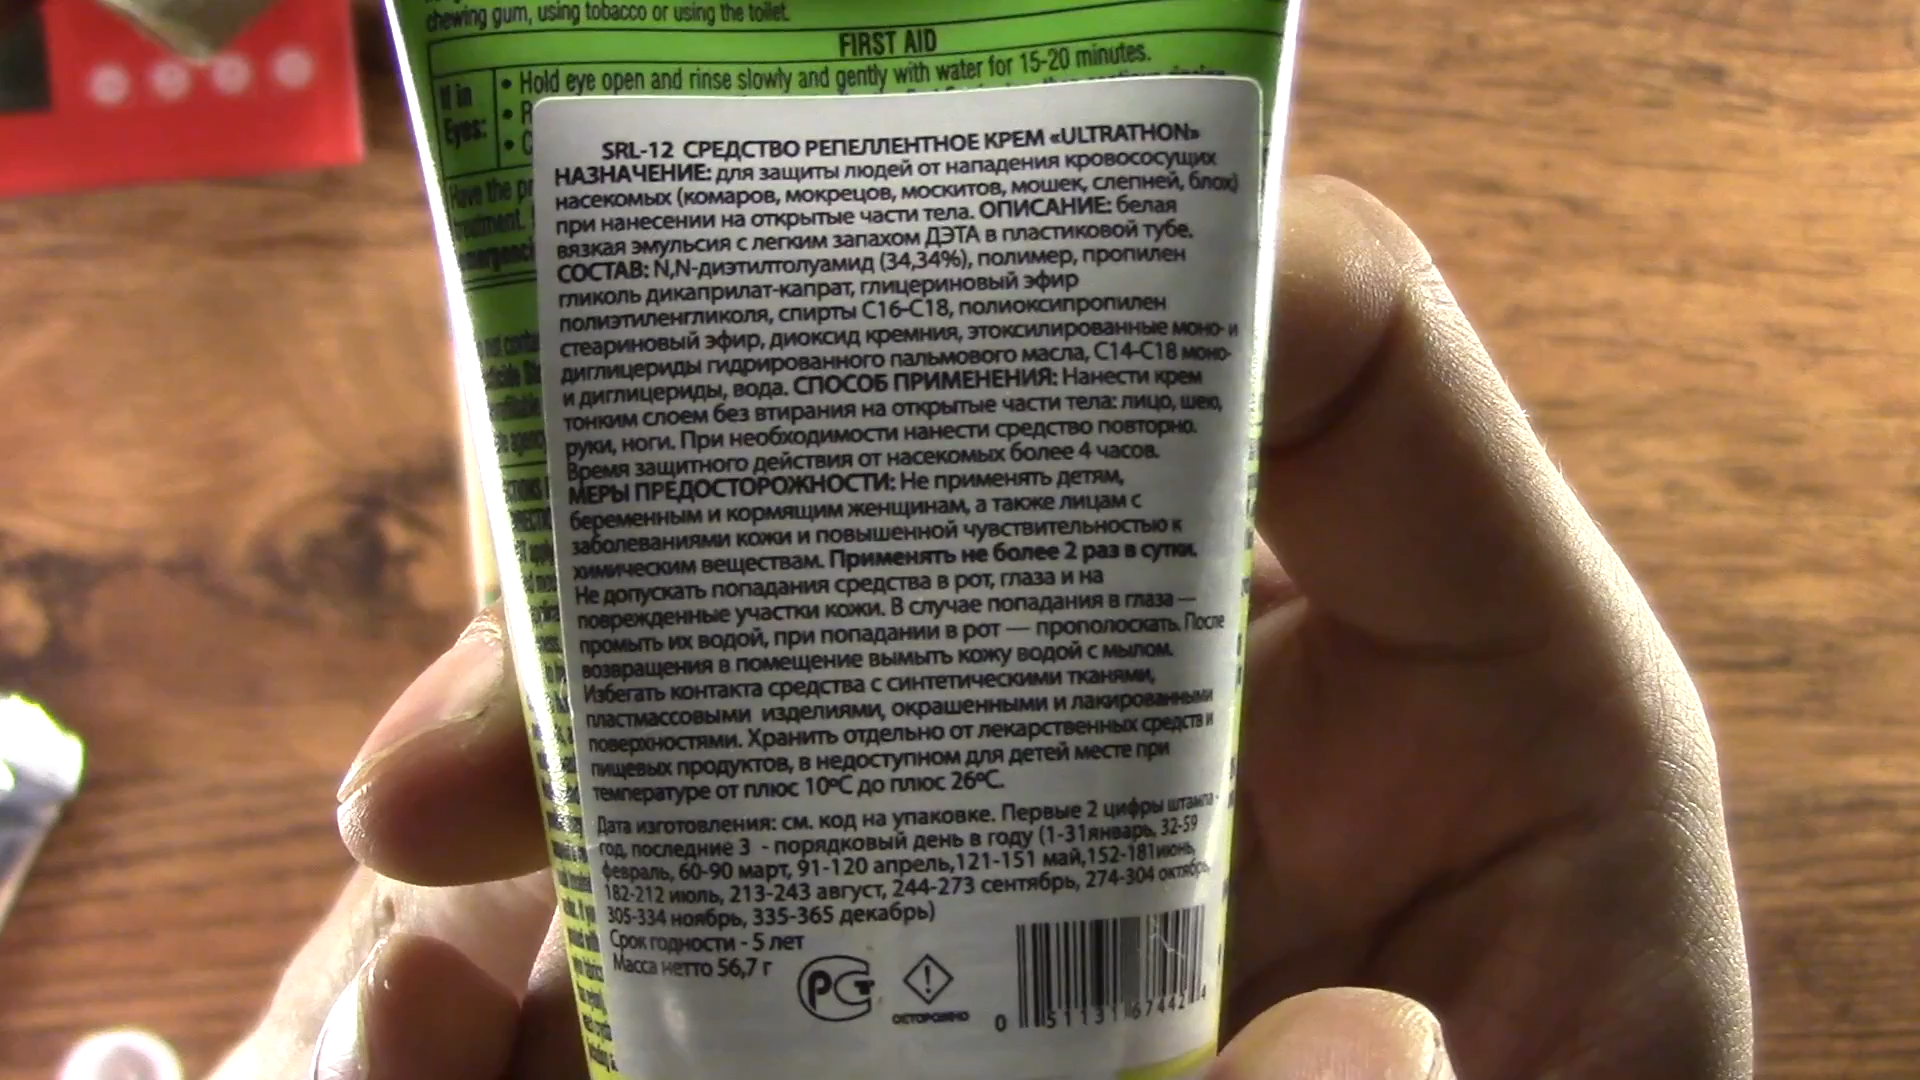 chewing gum, using tobacco or using the toilet.
FIRST AID
If in Eyes:
• Hold eye open and rinse slowly and gently with water for 15-20 minutes.
Have the
SRL-12 СРЕДСТВО РЕПЕЛЛЕНТНОЕ КРЕМ «ULTRATHON»
НАЗНАЧЕНИЕ: для защиты людей от нападения кровососущих
насекомых (комаров, мокрецов, москитов, мошек, слепней, блох)
при нанесении на открытые части тела. ОПИСАНИЕ: белая
вязкая эмульсия с легким запахом ДЭТА в пластиковой тубе.
СОСТАВ: N,N-диэтилтолуамид (34,34%), полимер, пропилен
гликоль дикаприлат-капрат, глицериновый эфир
полиэтиленгликоля, спирты С16-С18, полиоксипропилен
стеариновый эфир, диоксид кремния, этоксилированные моно- и
диглицериды гидрированного пальмового масла, С14-С18 моно-
и диглицериды, вода. СПОСОБ ПРИМЕНЕНИЯ: Нанести крем
тонким слоем без втирания на открытые части тела: лицо, шею,
руки, ноги. При необходимости нанести средство повторно.
Время защитного действия от насекомых более 4 часов.
МЕРЫ ПРЕДОСТОРОЖНОСТИ: Не применять детям,
беременным и кормящим женщинам, а также лицам с
заболеваниями кожи и повышенной чувствительностью к
химическим веществам. Применять не более 2 раз в сутки.
Не допускать попадания средства в рот, глаза и на
поврежденные участки кожи. В случае попадания в глаза —
промыть их водой, при попадании в рот — прополоскать. После
возвращения в помещение вымыть кожу водой с мылом.
Избегать контакта средства с синтетическими тканями,
пластмассовыми изделиями, окрашенными и лакированными
поверхностями. Хранить отдельно от лекарственных средств и
пищевых продуктов, в недоступном для детей месте при
температуре от плюс 10ºС до плюс 26ºС.
Дата изготовления: см. код на упаковке. Первые 2 цифры штампа -
год, последние 3 - порядковый день в году (1-31январь, 32-59
февраль, 60-90 март, 91-120 апрель,121-151 май,152-181июнь,
182-212 июль, 213-243 август, 244-273 сентябрь, 274-304 октябрь,
305-334 ноябрь, 335-365 декабрь)
Срок годности - 5 лет
Масса нетто 56,7 г
РСТ
ОСТОРОЖНО
0 51131 67442 4